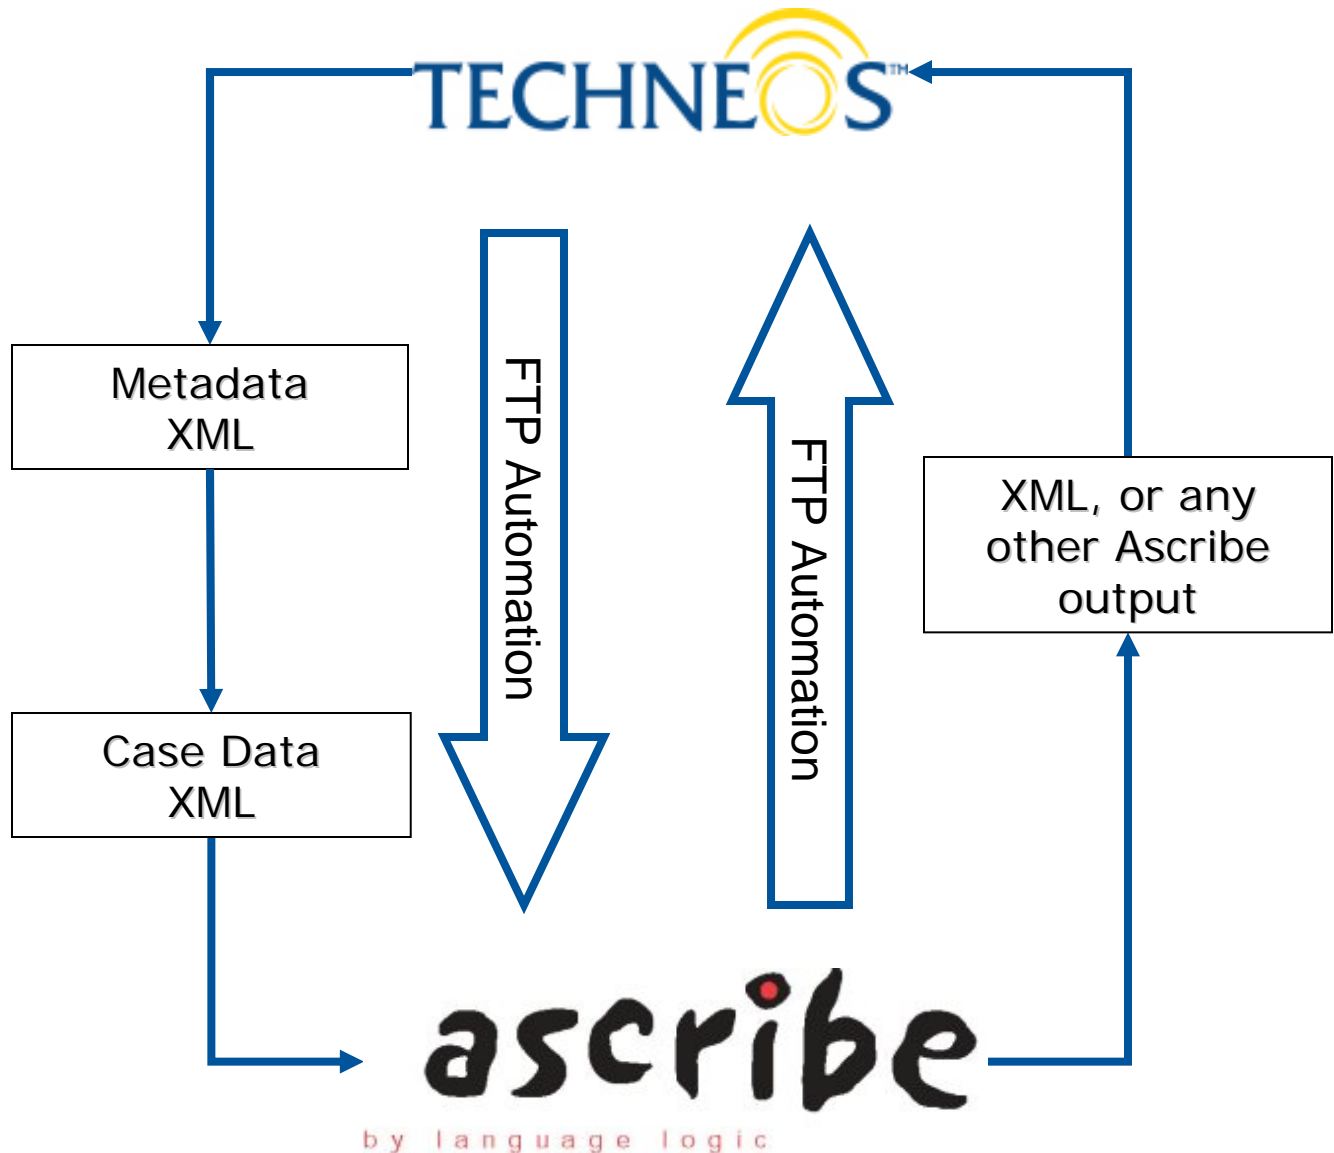 TECHNEOS™
Metadata
XML
FTP Automation
FTP Automation
XML, or any
other Ascribe
output
Case Data
XML
ascribe
by language logic